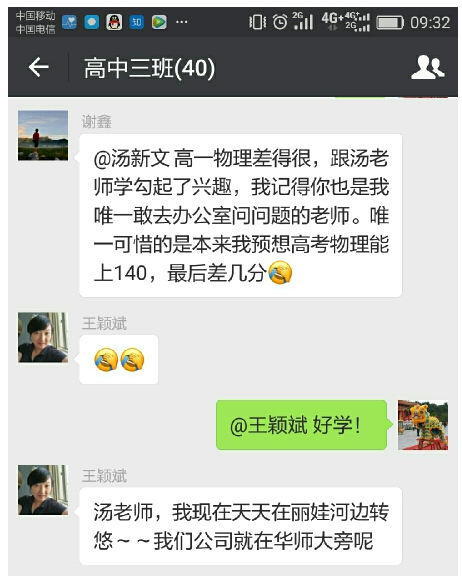 中国移动
中国电信
知
2G
4G+
4G
2G
09:32
高中三班(40)
谢鑫
@汤新文 高一物理差得很，跟汤老
师学勾起了兴趣，我记得你也是我
唯一敢去办公室问问题的老师。唯
一可惜的是本来我预想高考物理能
上140，最后差几分
王颖斌
@王颖斌 好学！
王颖斌
汤老师，我现在天天在丽娃河边转
悠～～我们公司就在华师大旁呢